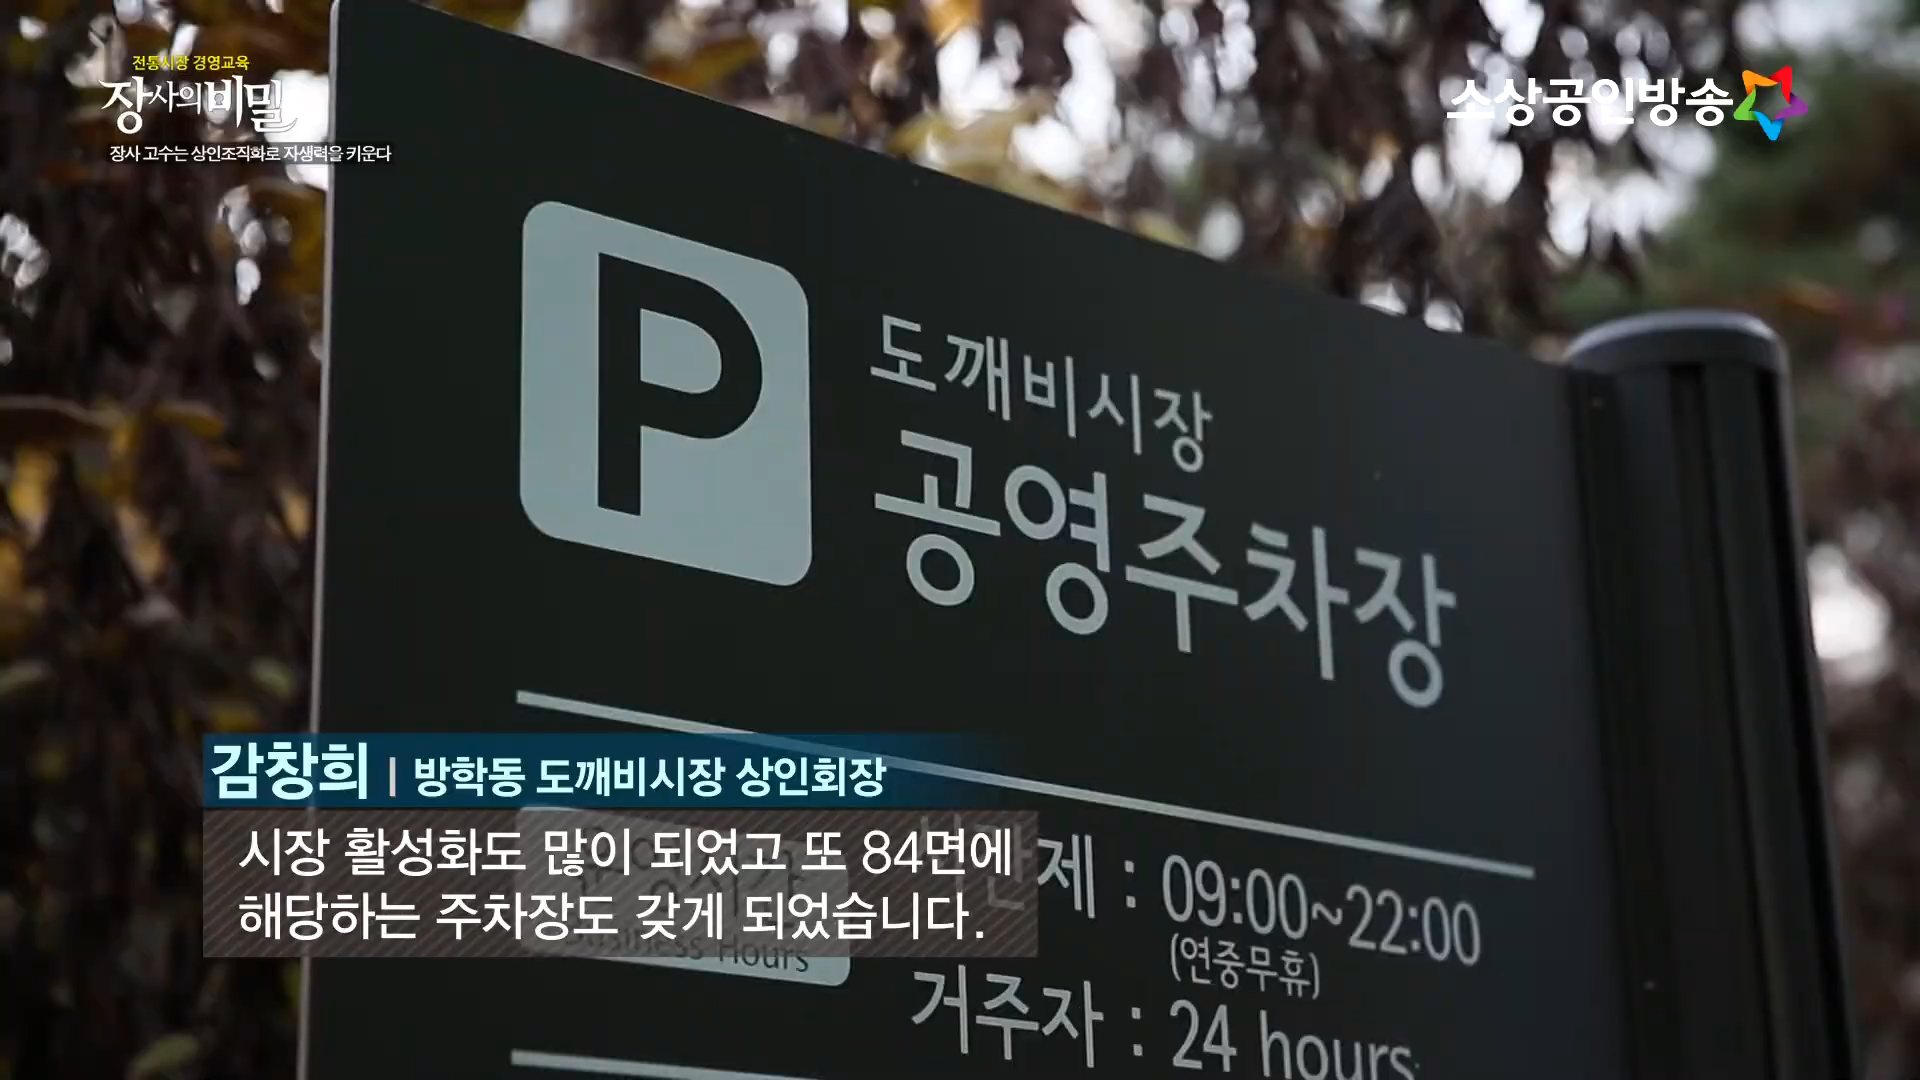 전통시장 경영교육
장사의비밀
장사 고수는 상인조직화로 자생력을 키운다
소상공인방송
P
도깨비시장
공영주차장
감창희 | 방학동 도깨비시장 상인회장
시장 활성화도 많이 되었고 또 84면에
해당하는 주차장도 갖게 되었습니다.
제 : 09:00~22:00
(연중무휴)
Business Hours
거주자 : 24 hours